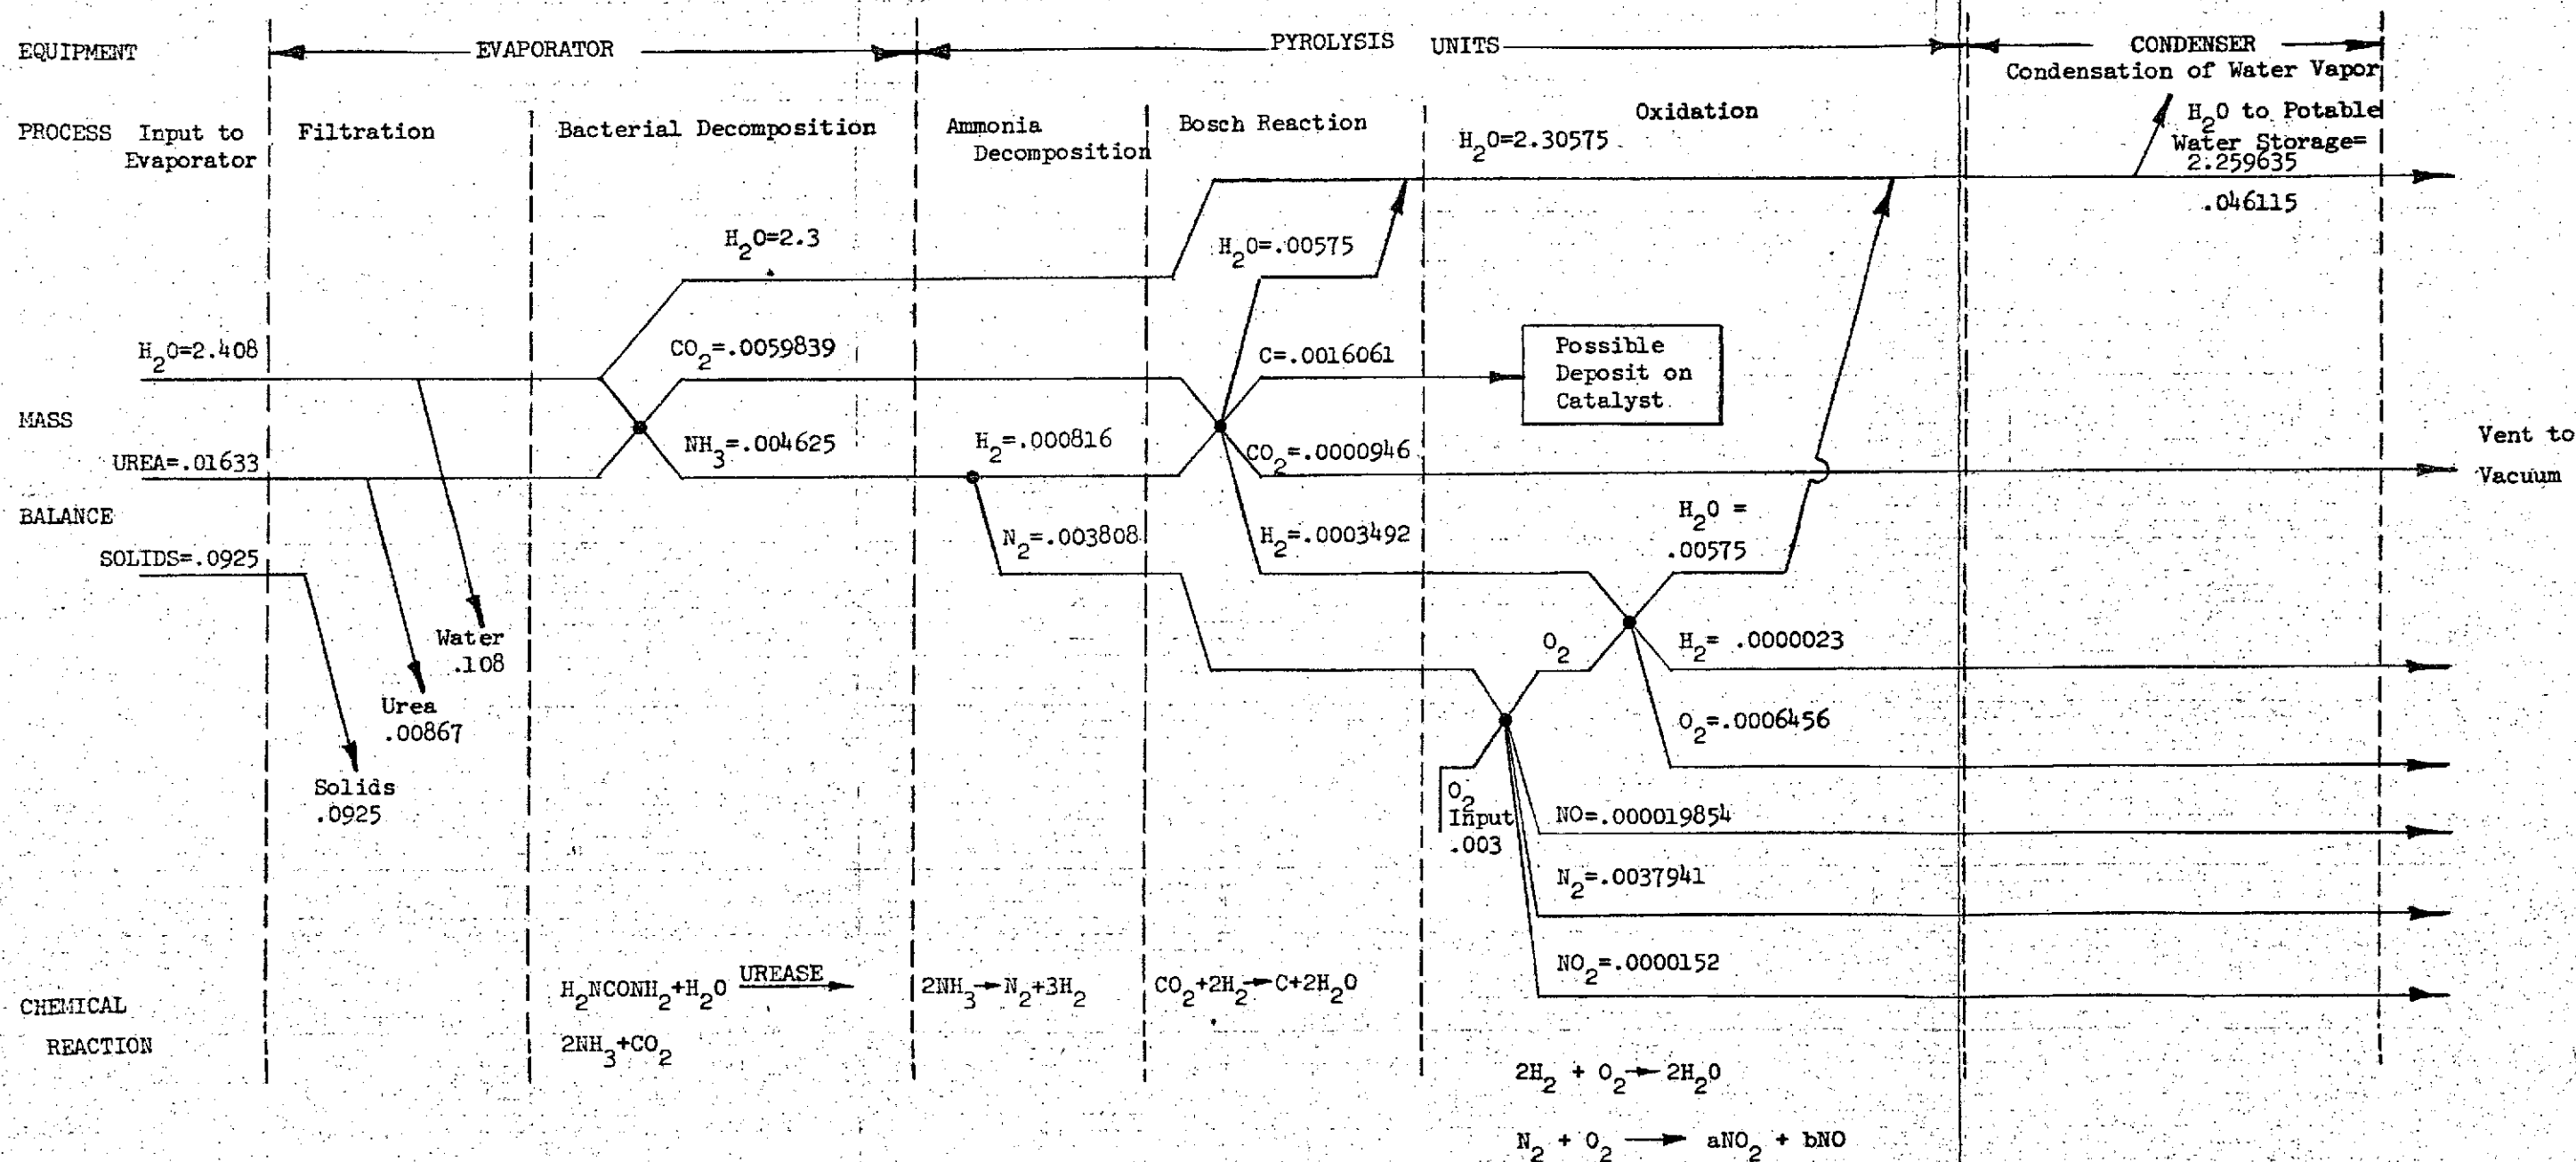 EQUIPMENT
EVAPORATOR
PYROLYSIS UNITS
CONDENSER
Condensation of Water Vapor
PROCESS
Input to
Evaporator
Filtration
Bacterial Decomposition
Ammonia
Decomposition
Bosch Reaction
Oxidation
H2O=2.30575
H2O to Potable
Water Storage=
2.259635
.046115
H2O=2.3
H2O=.00575
H2O=2.408
CO2=.0059839
C=.0016061
Possible
Deposit on
Catalyst
MASS
BALANCE
UREA=.01633
NH3=.004625
H2=.000816
CO2=.0000946
Vent to
Vacuum
SOLIDS=.0925
N2=.003808
H2=.0003492
H2O =
.00575
Water
.108
Urea
.00867
Solids
.0925
O2
H2= .0000023
O2=.0006456
O2
Input
.003
NO=.000019854
N2=.0037941
NO2=.0000152
CHEMICAL
REACTION
H2NCONH2+H2O UREASE →
2NH3+CO2
2NH3→N2+3H2
CO2+2H2→C+2H2O
2H2 + O2→2H2O
N2 + O2 → aNO2 + bNO